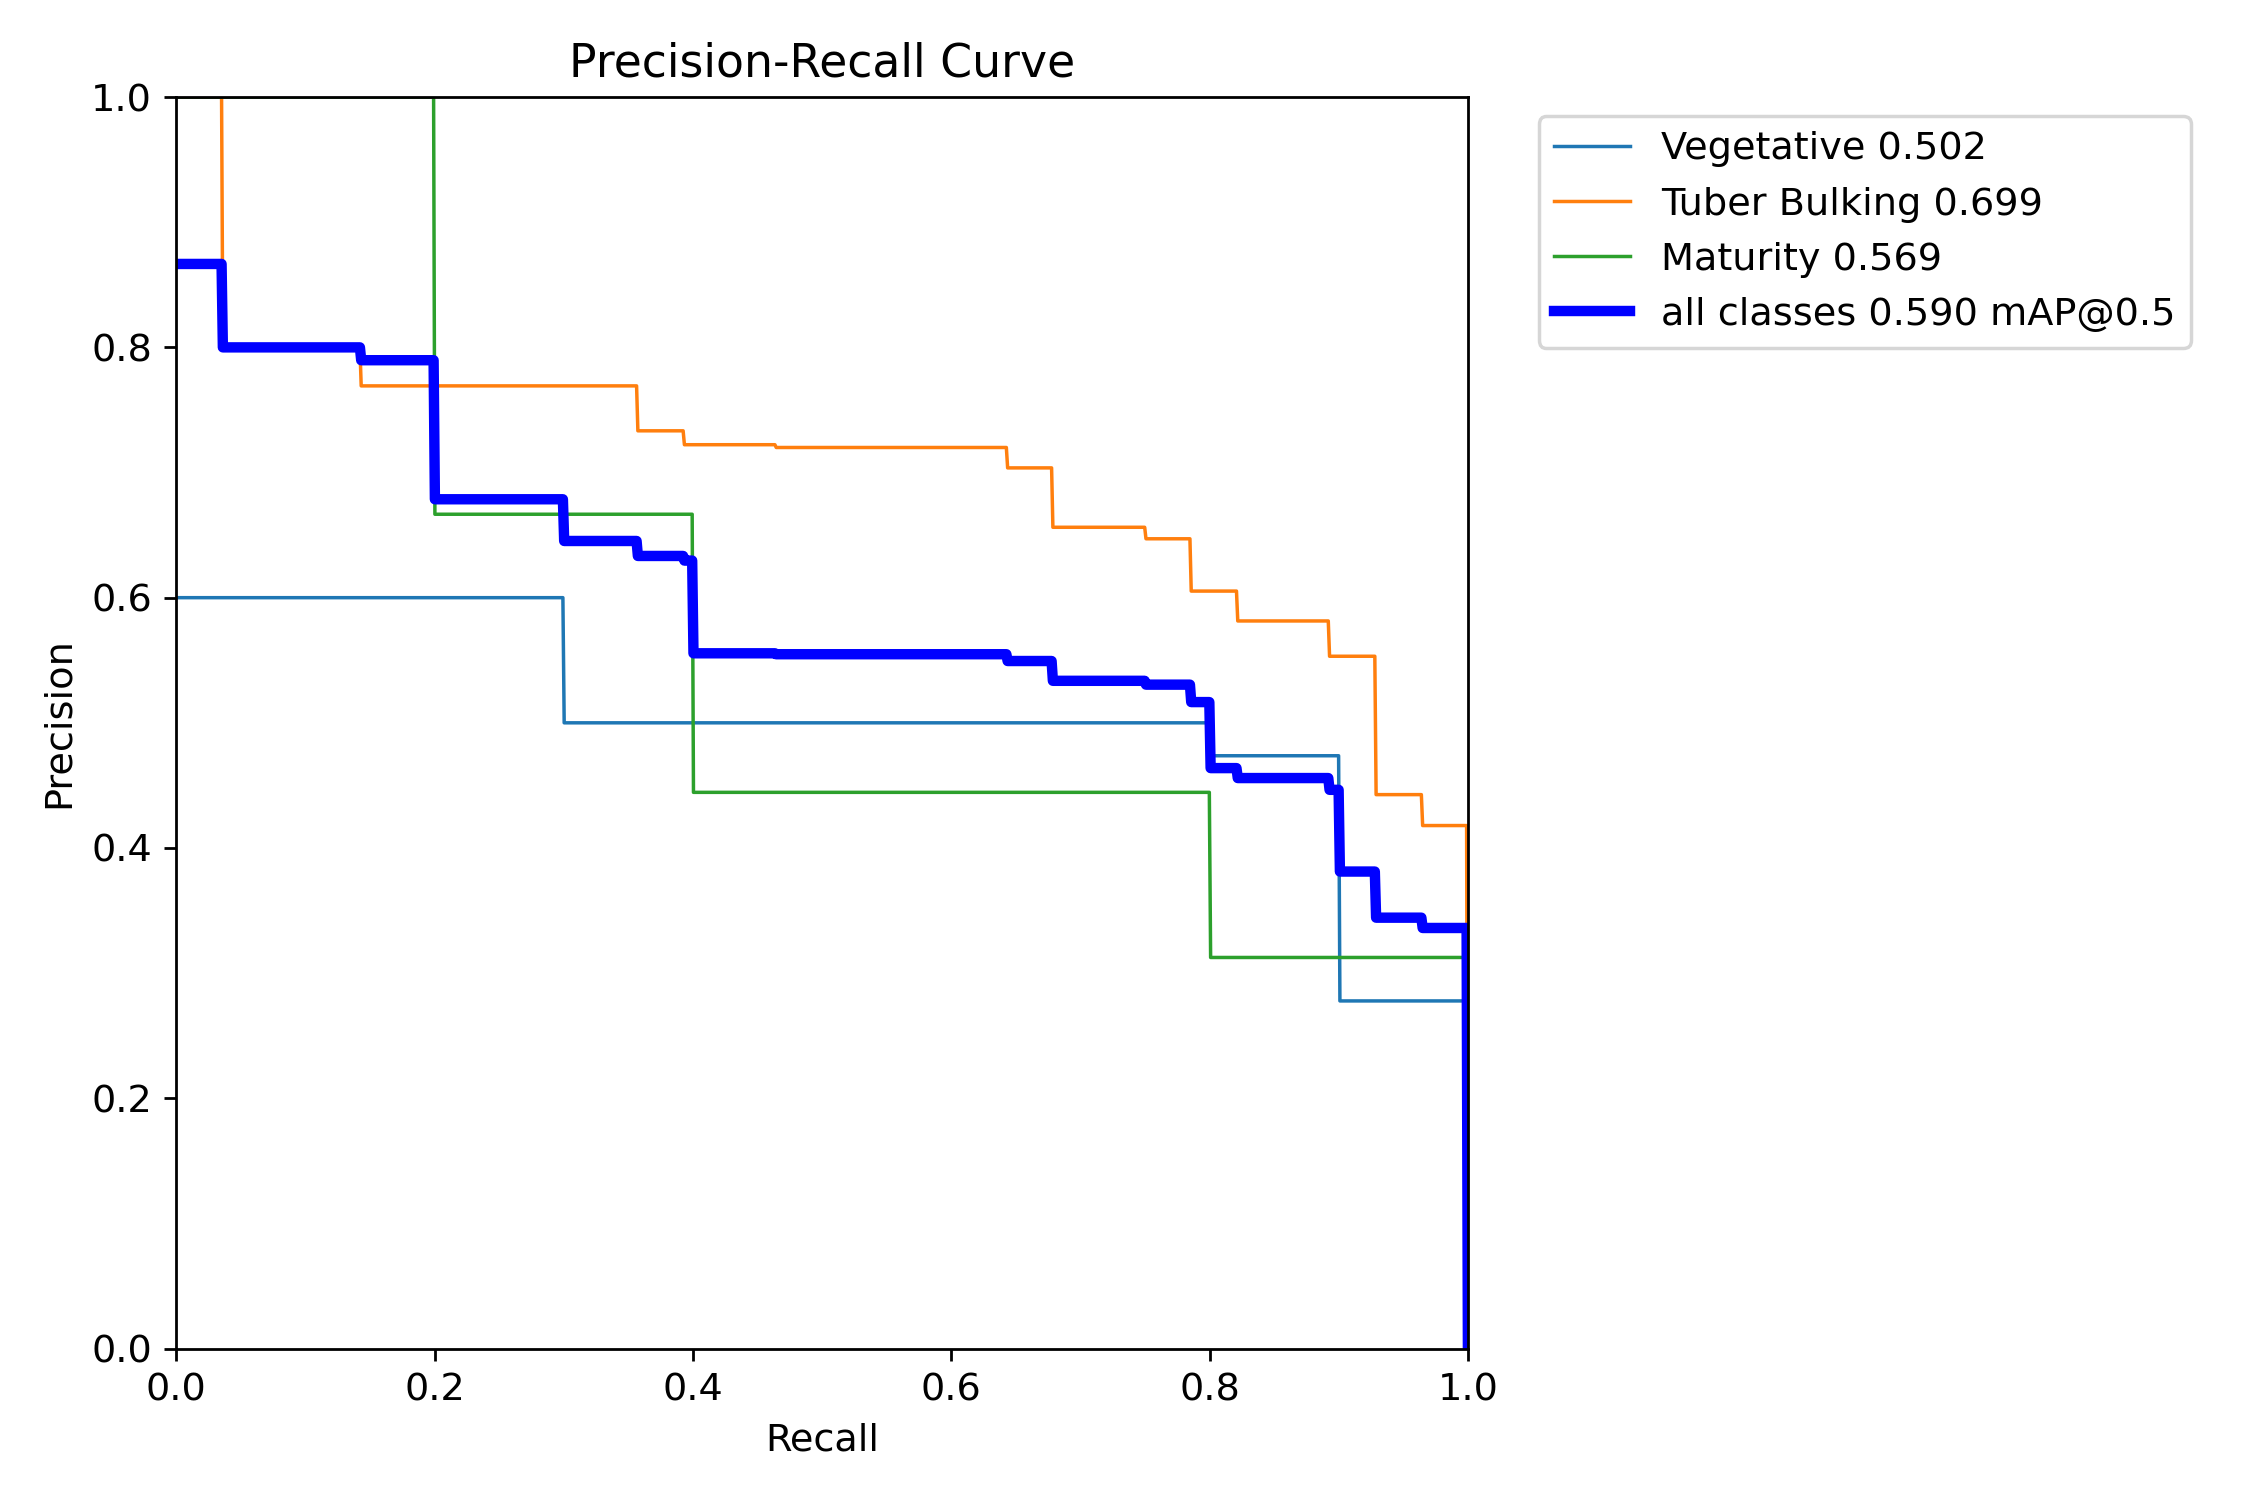 Precision-Recall Curve
1.0
0.8
0.6
0.4
0.2
0.0
Precision
0.0 0.2 0.4 0.6 0.8 1.0
Recall
Vegetative 0.502
Tuber Bulking 0.699
Maturity 0.569
all classes 0.590 mAP@0.5